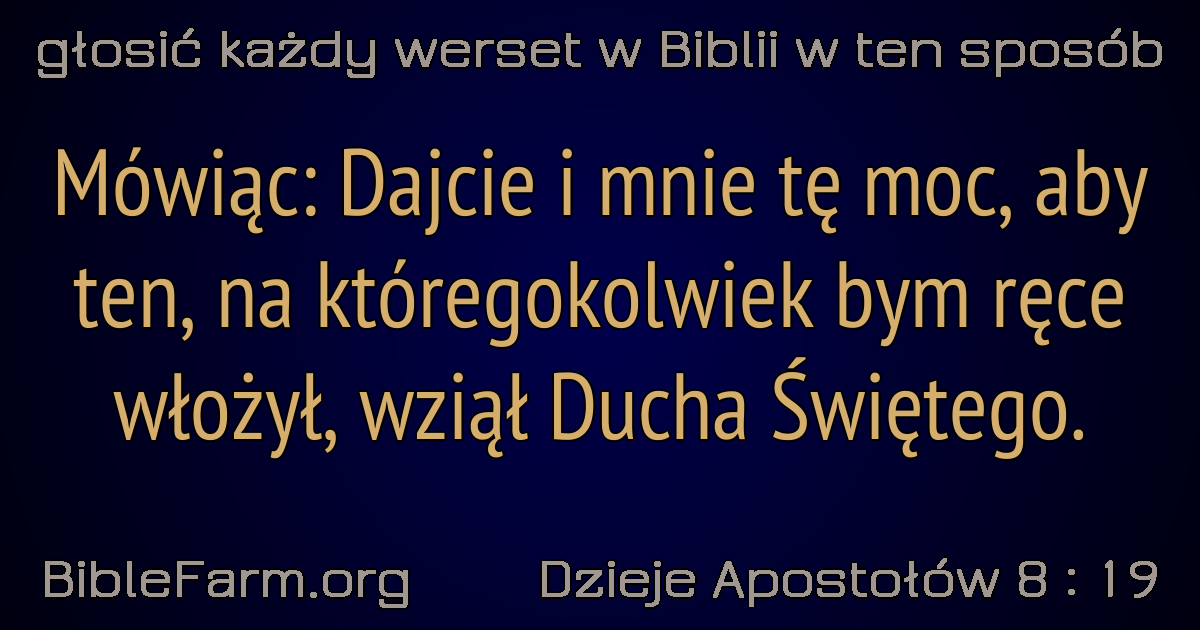 głosić każdy werset w Biblii w ten sposób
Mówiąc: Dajcie i mnie tę moc, aby
ten, na któregokolwiek bym ręce
włożył, wziął Ducha Świętego.
BibleFarm.org Dzieje Apostołów 8 : 19